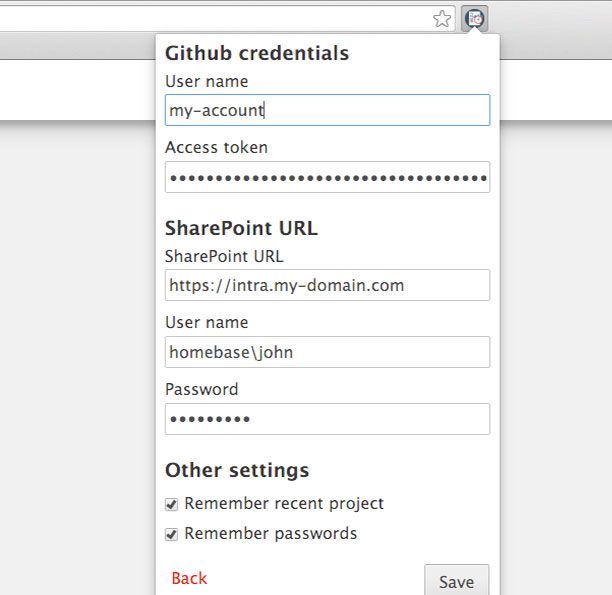 Github credentials
User name
my-account
Access token
•••••••••••••••••••••••••••••••••••
SharePoint URL
SharePoint URL
https://intra.my-domain.com
User name
homebase\john
Password
•••••••••
Other settings
Remember recent project
Remember passwords
Back
Save